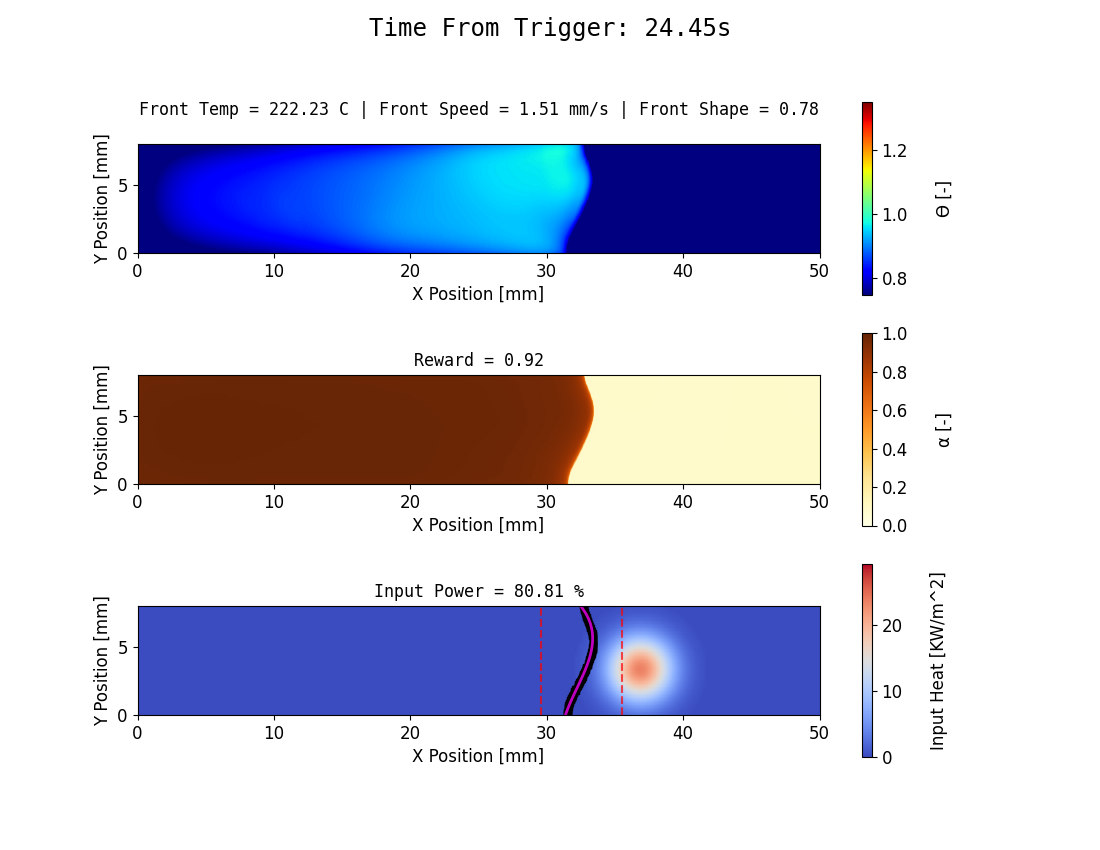 Time From Trigger: 24.45s
Front Temp = 222.23 C | Front Speed = 1.51 mm/s | Front Shape = 0.78
Y Position [mm]
5
0
0 10 20 30 40 50
X Position [mm]
1.2
1.0
0.8
Θ [-]
Reward = 0.92
Y Position [mm]
5
0
0 10 20 30 40 50
X Position [mm]
1.0
0.8
0.6
0.4
0.2
0.0
α [-]
Input Power = 80.81 %
Y Position [mm]
5
0
0 10 20 30 40 50
X Position [mm]
20
10
0
Input Heat [KW/m^2]